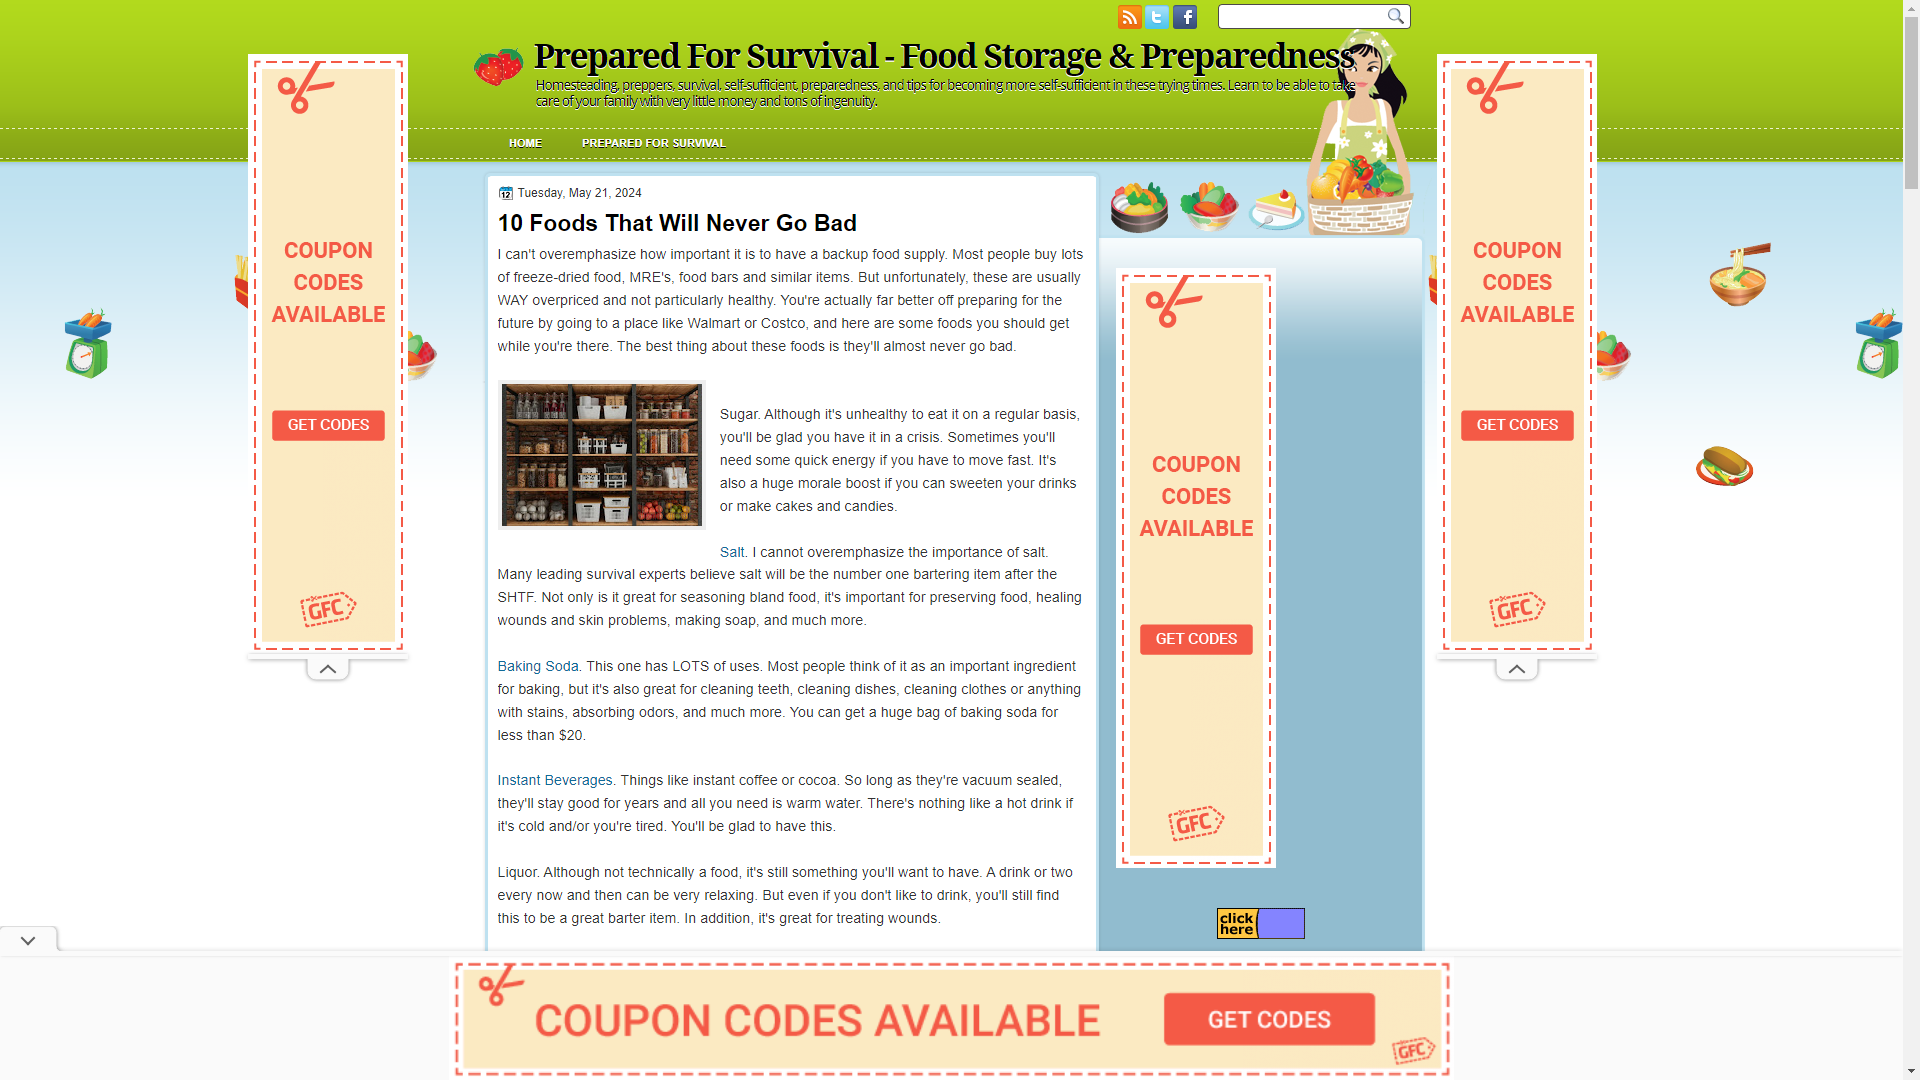 Prepared For Survival - Food Storage & Preparedness
Homesteading, preppers, survival, self-sufficient, preparedness, and tips for becoming more self-sufficient in these trying times. Learn to be able to take
care of your family with very little money and tons of ingenuity.
HOME
PREPARED FOR SURVIVAL
COUPON
CODES
AVAILABLE
GET CODES
GFC
12
Tuesday, May 21, 2024
10 Foods That Will Never Go Bad
I can't overemphasize how important it is to have a backup food supply. Most people buy lots
of freeze-dried food, MRE's, food bars and similar items. But unfortunately, these are usually
WAY overpriced and not particularly healthy. You're actually far better off preparing for the
future by going to a place like Walmart or Costco, and here are some foods you should get
while you're there. The best thing about these foods is they'll almost never go bad.
Sugar. Although it's unhealthy to eat it on a regular basis,
you'll be glad you have it in a crisis. Sometimes you'll
need some quick energy if you have to move fast. It's
also a huge morale boost if you can sweeten your drinks
or make cakes and candies.
Salt. I cannot overemphasize the importance of salt.
Many leading survival experts believe salt will be the number one bartering item after the
SHTF. Not only is it great for seasoning bland food, it's important for preserving food, healing
wounds and skin problems, making soap, and much more.
Baking Soda. This one has LOTS of uses. Most people think of it as an important ingredient
for baking, but it's also great for cleaning teeth, cleaning dishes, cleaning clothes or anything
with stains, absorbing odors, and much more. You can get a huge bag of baking soda for
less than $20.
Instant Beverages. Things like instant coffee or cocoa. So long as they're vacuum sealed,
they'll stay good for years and all you need is warm water. There's nothing like a hot drink if
it's cold and/or you're tired. You'll be glad to have this.
Liquor. Although not technically a food, it's still something you'll want to have. A drink or two
every now and then can be very relaxing. But even if you don't like to drink, you'll still find
this to be a great barter item. In addition, it's great for treating wounds.
COUPON
CODES
AVAILABLE
GET CODES
GFC
click
here
COUPON
CODES
AVAILABLE
GET CODES
GFC
COUPON CODES AVAILABLE
GET CODES
GFC